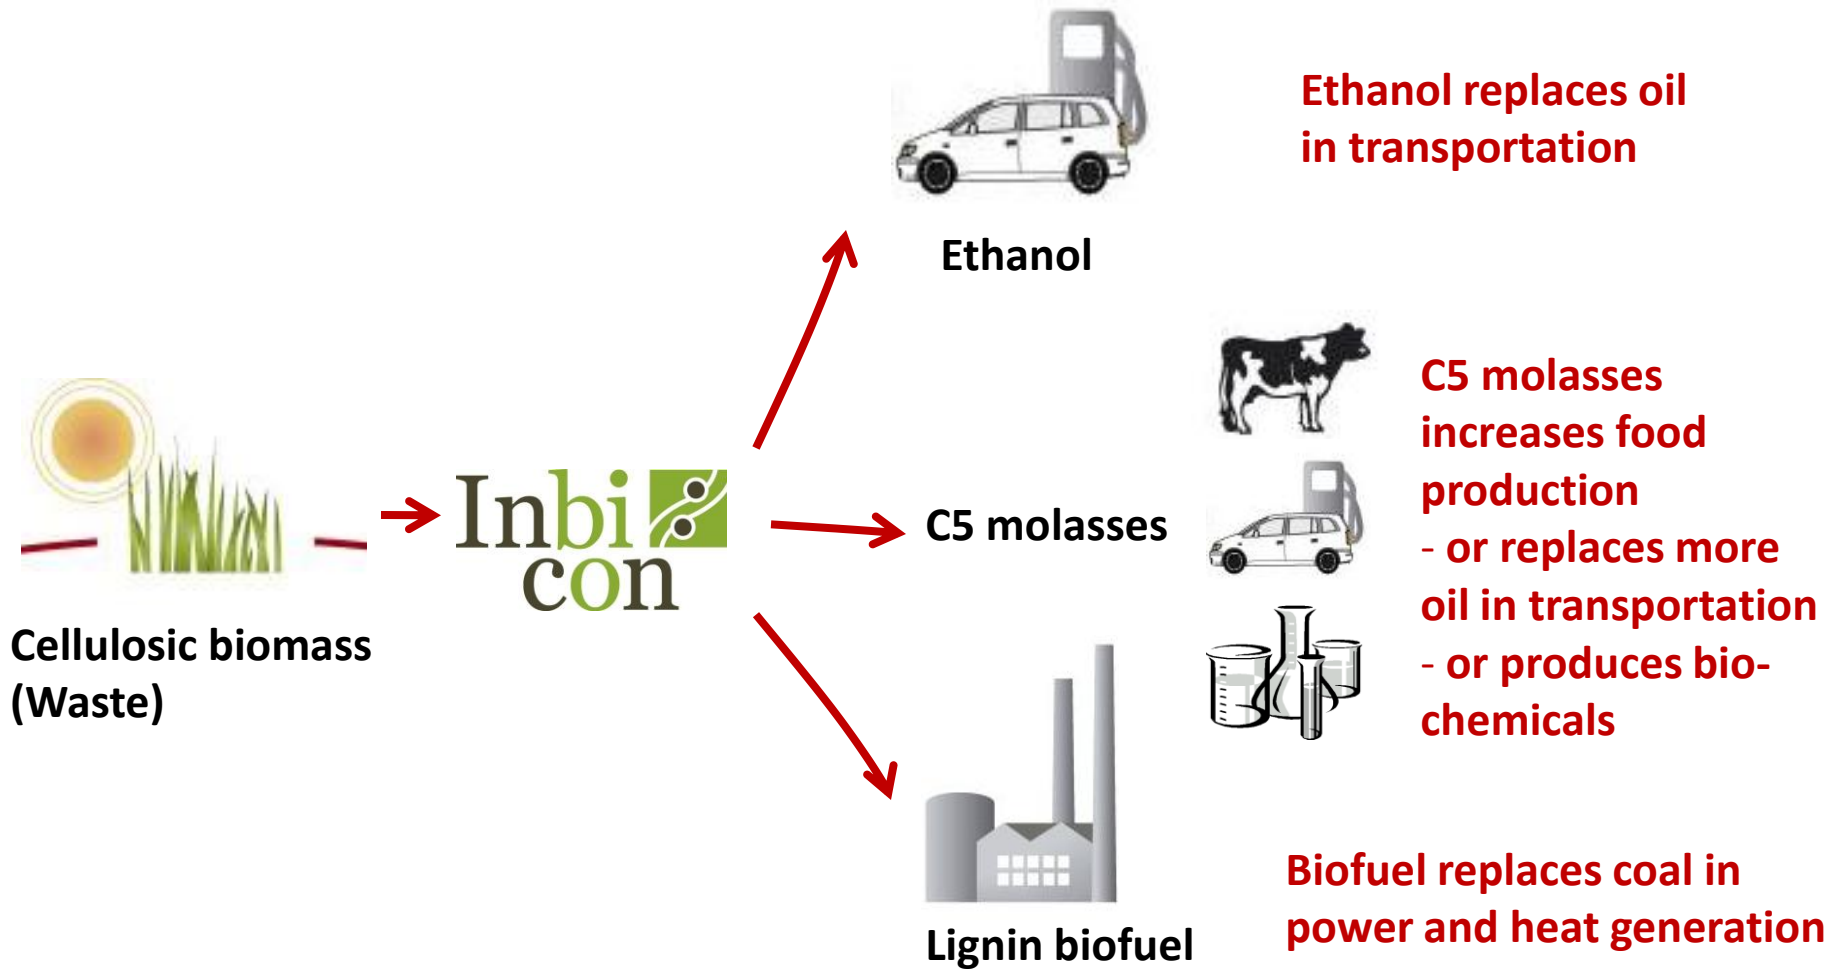 Ethanol replaces oil
in transportation
Ethanol
C5 molasses
increases food
production
- or replaces more
oil in transportation
- or produces bio-
chemicals
C5 molasses
Inbi
con
Cellulosic biomass
(Waste)
Lignin biofuel
Biofuel replaces coal in
power and heat generation